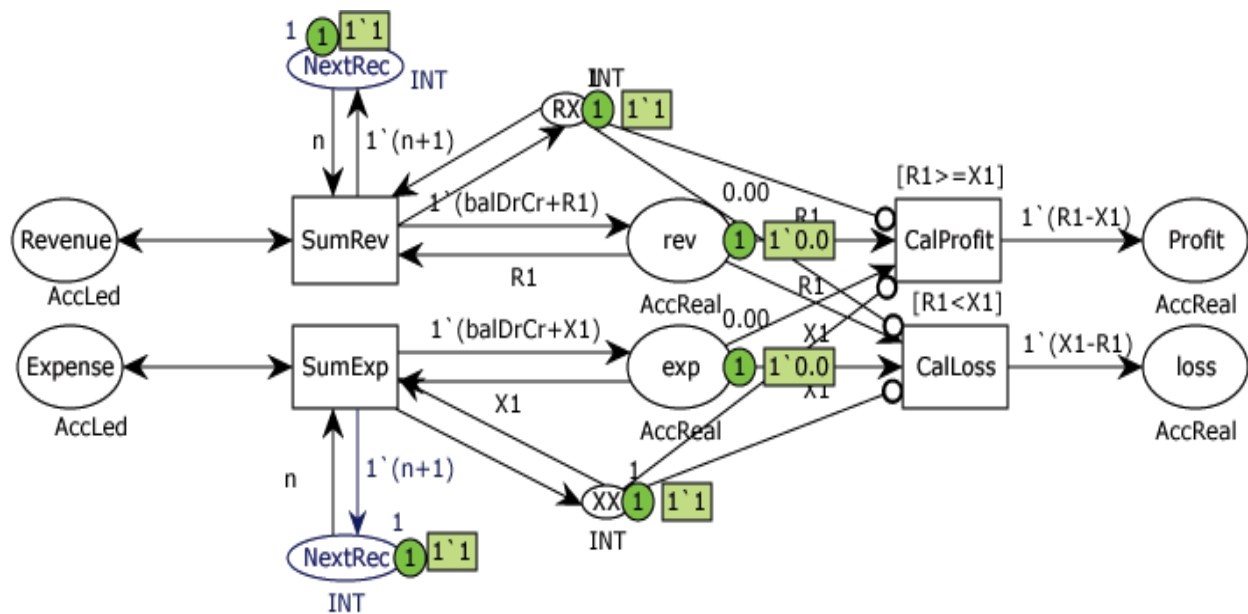 1
1
1`1
NextRec
INT
n
1`(n+1)
INT
RX
1
1`1
Revenue
AccLed
SumRev
1`(balDrCr+R1)
R1
rev
AccReal
0.00
1
1`0.0
R1
R1
[R1>=X1]
CalProfit
1`(R1-X1)
Profit
AccReal
Expense
AccLed
SumExp
1`(balDrCr+X1)
X1
exp
AccReal
0.00
1
1`0.0
X1
X1
[R1<X1]
CalLoss
1`(X1-R1)
loss
AccReal
n
1`(n+1)
1
XX
1
1`1
INT
1
NextRec
1
1`1
INT